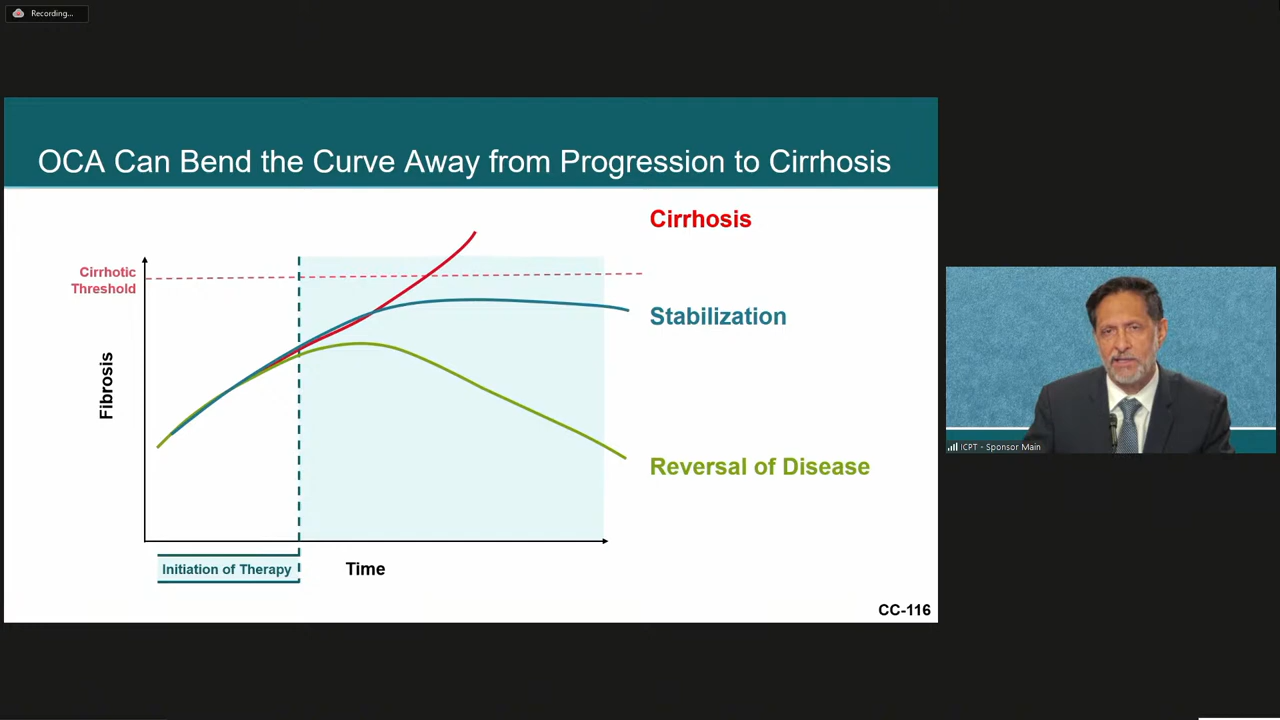 Recording...
OCA Can Bend the Curve Away from Progression to Cirrhosis
Cirrhosis
Cirrhotic
Threshold
Stabilization
Fibrosis
Reversal of Disease
Initiation of Therapy
Time
CC-116
ICPT - Sponsor Main